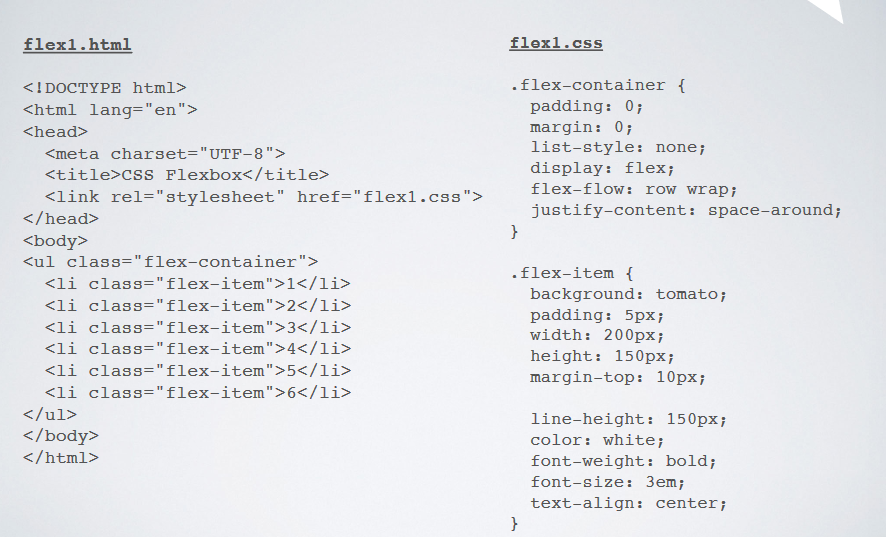 flex1.html
<!DOCTYPE html>
<html lang="en">
<head>
  <meta charset="UTF-8">
  <title>CSS Flexbox</title>
  <link rel="stylesheet" href="flex1.css">
</head>
<body>
<ul class="flex-container">
  <li class="flex-item">1</li>
  <li class="flex-item">2</li>
  <li class="flex-item">3</li>
  <li class="flex-item">4</li>
  <li class="flex-item">5</li>
  <li class="flex-item">6</li>
</ul>
</body>
</html>
flex1.css
.flex-container {
  padding: 0;
  margin: 0;
  list-style: none;
  display: flex;
  flex-flow: row wrap;
  justify-content: space-around;
}
.flex-item {
  background: tomato;
  padding: 5px;
  width: 200px;
  height: 150px;
  margin-top: 10px;
  line-height: 150px;
  color: white;
  font-weight: bold;
  font-size: 3em;
  text-align: center;
}